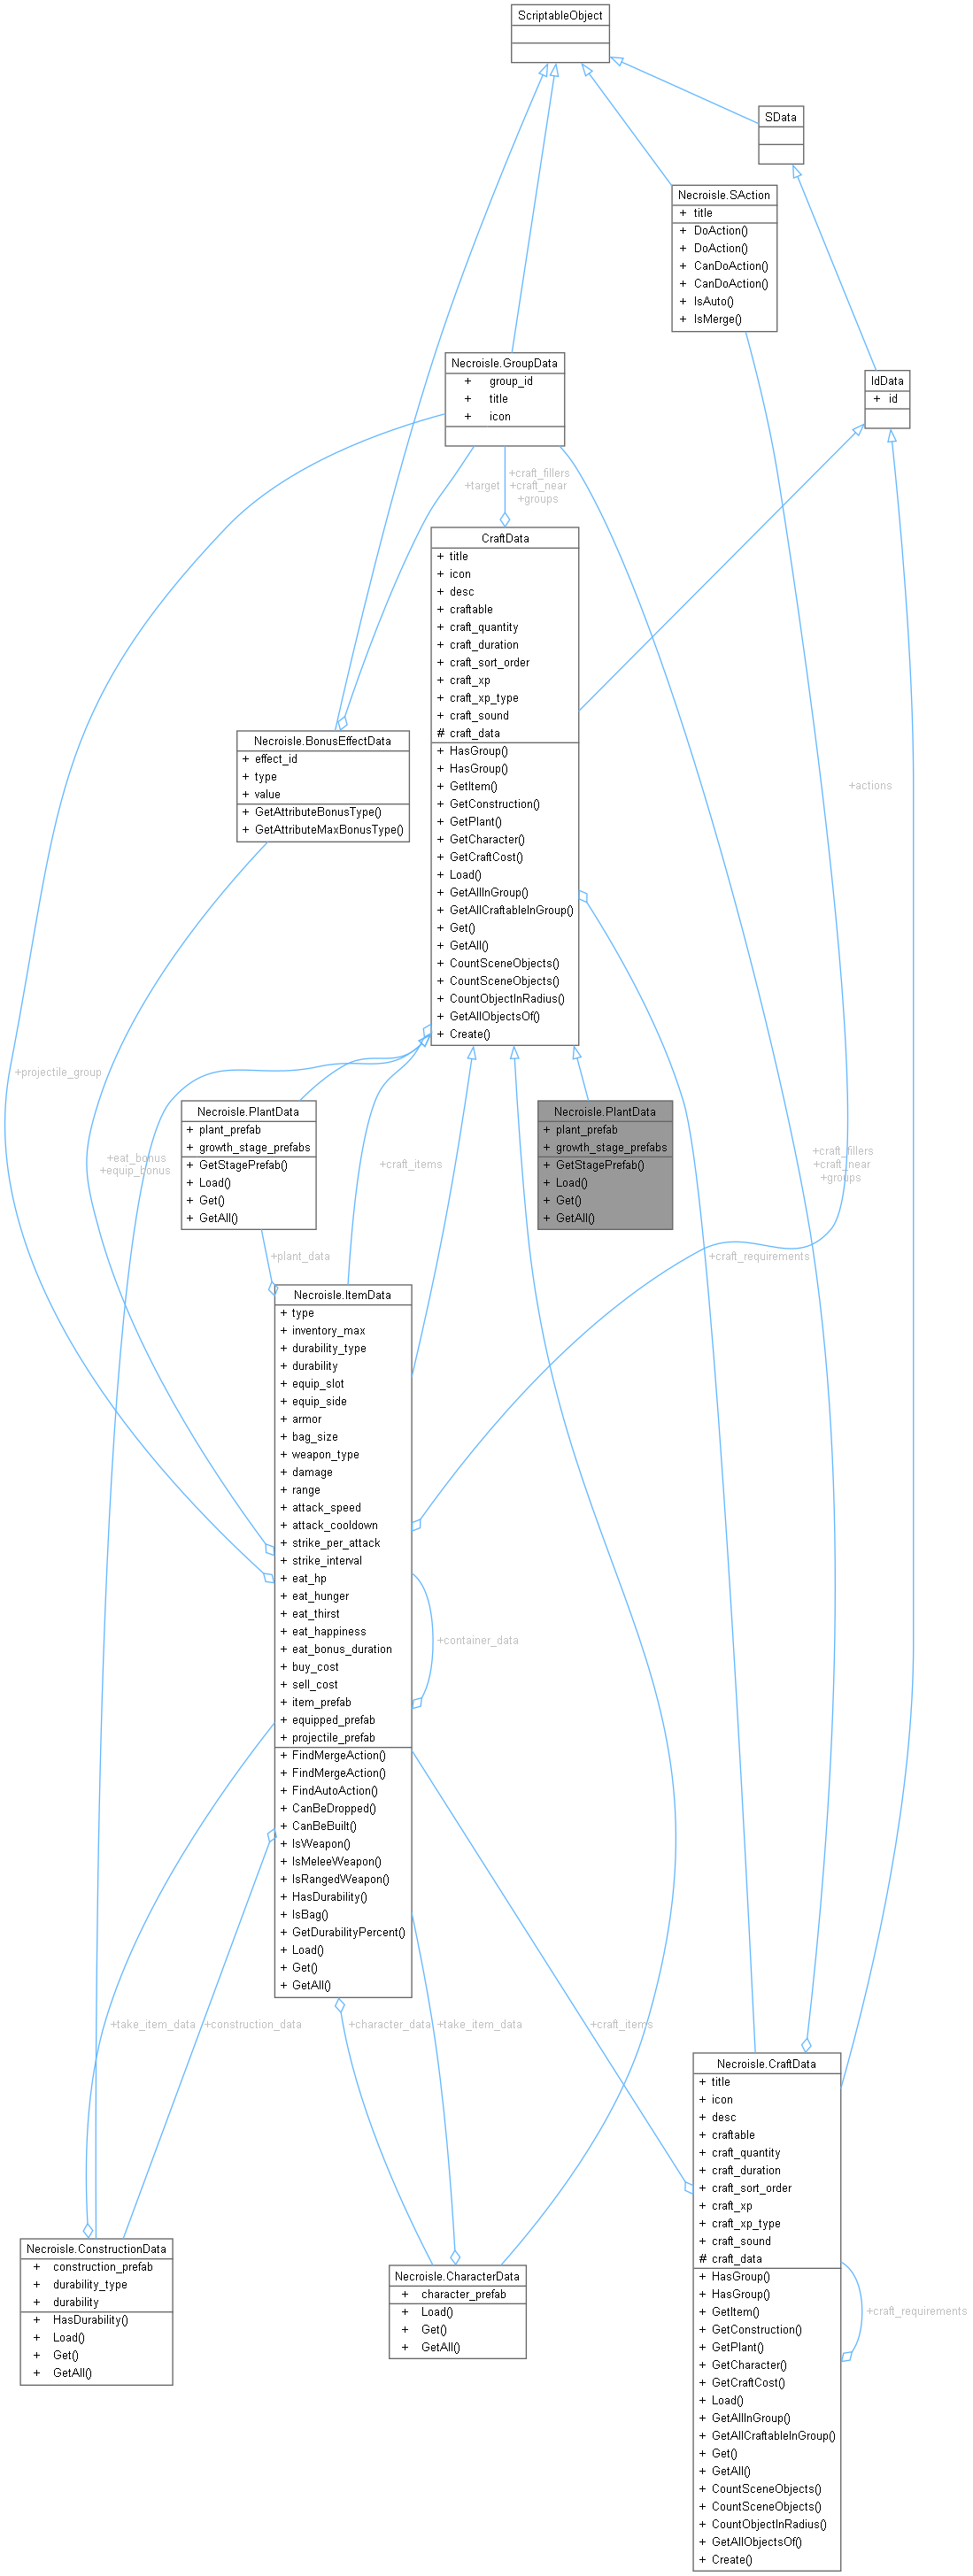 ScriptableObject
SData
Necroisle.SAction
+ title
+ DoAction()
+ DoAction()
+ CanDoAction()
+ CanDoAction()
+ IsAuto()
+ IsMerge()
Necroisle.GroupData
+ group_id
+ title
+ icon
IdData
+ id
+target
+craft_fillers
+craft_near
+groups
CraftData
+ title
+ icon
+ desc
+ craftable
+ craft_quantity
+ craft_duration
+ craft_sort_order
+ craft_xp
+ craft_xp_type
+ craft_sound
# craft_data
+ HasGroup()
+ HasGroup()
+ GetItem()
+ GetConstruction()
+ GetPlant()
+ GetCharacter()
+ GetCraftCost()
+ Load()
+ GetAllInGroup()
+ GetAllCraftableInGroup()
+ Get()
+ GetAll()
+ CountSceneObjects()
+ CountSceneObjects()
+ CountObjectInRadius()
+ GetAllObjectsOf()
+ Create()
Necroisle.BonusEffectData
+ effect_id
+ type
+ value
+ GetAttributeBonusType()
+ GetAttributeMaxBonusType()
+actions
+projectile_group
+eat_bonus
+equip_bonus
Necroisle.PlantData
+ plant_prefab
+ growth_stage_prefabs
+ GetStagePrefab()
+ Load()
+ Get()
+ GetAll()
+craft_items
Necroisle.PlantData
+ plant_prefab
+ growth_stage_prefabs
+ GetStagePrefab()
+ Load()
+ Get()
+ GetAll()
+craft_fillers
+craft_near
+groups
+plant_data
+craft_requirements
Necroisle.ItemData
+ type
+ inventory_max
+ durability_type
+ durability
+ equip_slot
+ equip_side
+ armor
+ bag_size
+ weapon_type
+ damage
+ range
+ attack_speed
+ attack_cooldown
+ strike_per_attack
+ strike_interval
+ eat_hp
+ eat_hunger
+ eat_thirst
+ eat_happiness
+ eat_bonus_duration
+ buy_cost
+ sell_cost
+ item_prefab
+ equipped_prefab
+ projectile_prefab
+ FindMergeAction()
+ FindMergeAction()
+ FindAutoAction()
+ CanBeDropped()
+ CanBeBuilt()
+ IsWeapon()
+ IsMeleeWeapon()
+ IsRangedWeapon()
+ HasDurability()
+ IsBag()
+ GetDurabilityPercent()
+ Load()
+ Get()
+ GetAll()
+container_data
+take_item_data
+construction_data
+character_data
+take_item_data
+craft_items
Necroisle.CraftData
+ title
+ icon
+ desc
+ craftable
+ craft_quantity
+ craft_duration
+ craft_sort_order
+ craft_xp
+ craft_xp_type
+ craft_sound
# craft_data
+ HasGroup()
+ HasGroup()
+ GetItem()
+ GetConstruction()
+ GetPlant()
+ GetCharacter()
+ GetCraftCost()
+ Load()
+ GetAllInGroup()
+ GetAllCraftableInGroup()
+ Get()
+ GetAll()
+ CountSceneObjects()
+ CountSceneObjects()
+ CountObjectInRadius()
+ GetAllObjectsOf()
+ Create()
+craft_requirements
Necroisle.ConstructionData
+ construction_prefab
+ durability_type
+ durability
+ HasDurability()
+ Load()
+ Get()
+ GetAll()
Necroisle.CharacterData
+ character_prefab
+ Load()
+ Get()
+ GetAll()